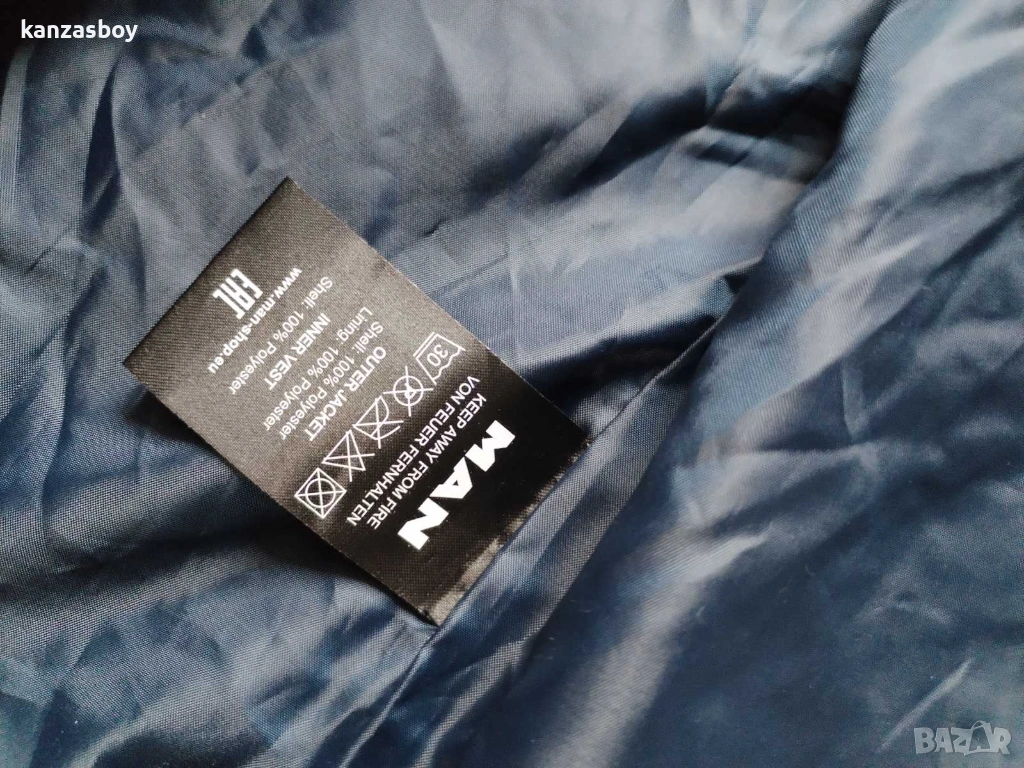 kanzasboy
MAN
KEEP AWAY FROM FIRE
VON FEUER FERNHALTEN
30
OUTER JACKET
Shell: 100% Polyester
Lining: 100% Polyester
INNER VEST
Shell: 100% Polyester
www.man-shop.eu
EAC
BAZAR